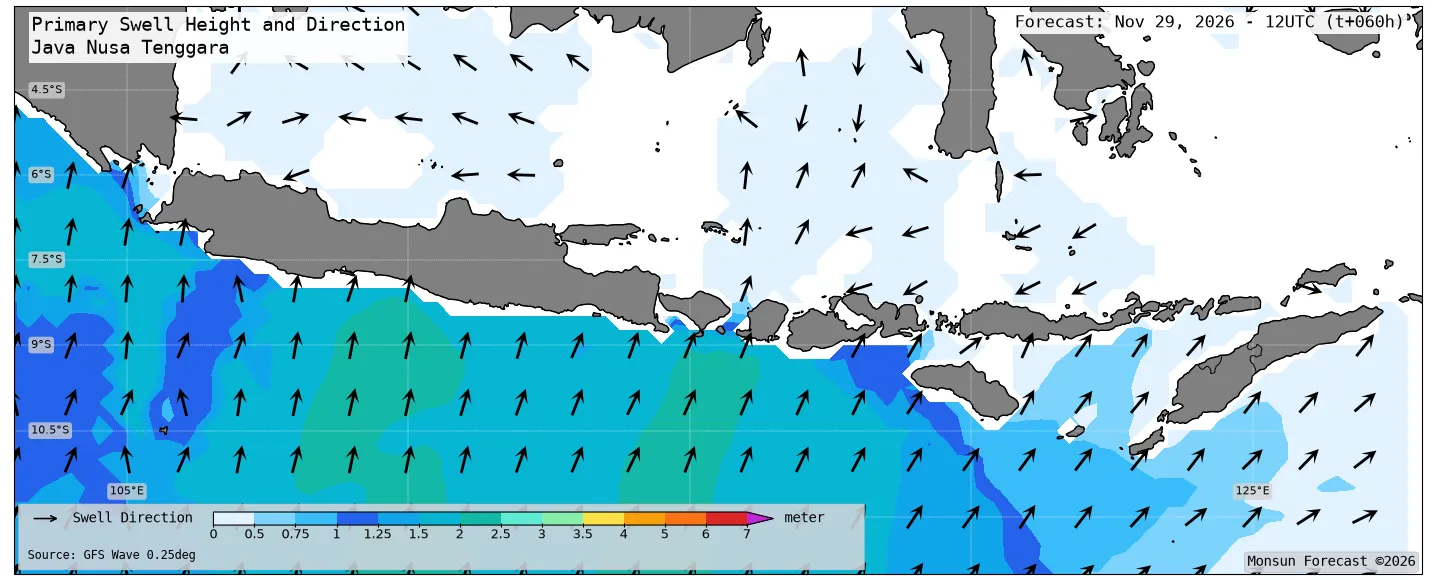 Primary Swell Height and Direction
Java Nusa Tenggara
Forecast: Nov 29, 2026 - 12UTC (t+060h)
4.5°S
6°S
7.5°S
9°S
10.5°S
105°E
125°E
Swell Direction
0 0.5 0.75 1 1.25 1.5 2 2.5 3 3.5 4 5 6 7
meter
Source: GFS Wave 0.25deg
Monsun Forecast ©2026